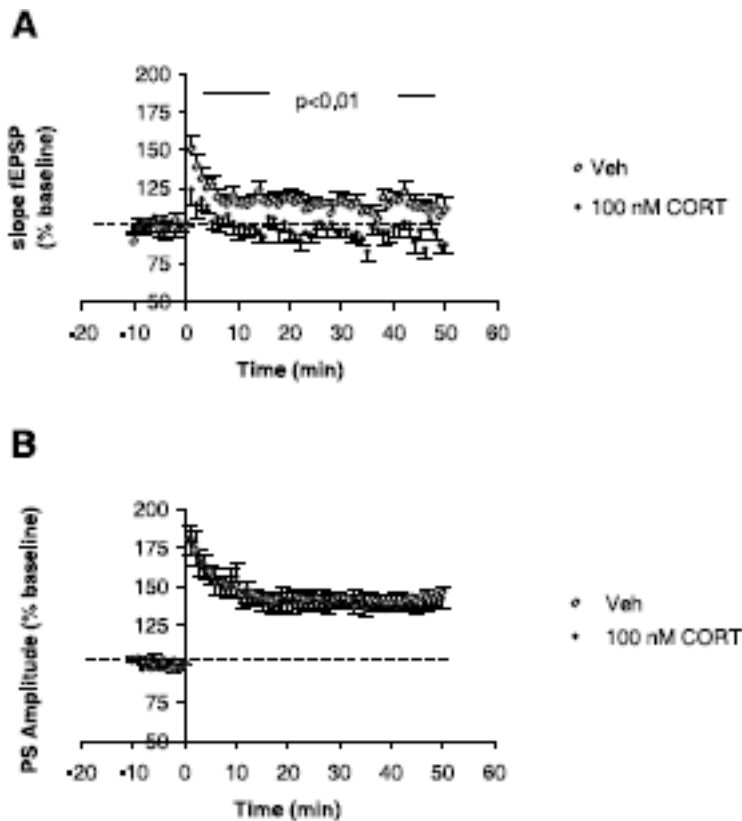 A
200
175
150
125
75
50
-20 -10 0 10 20 30 40 50 60
slope fEPSP
(% baseline)
p<0,01
Veh
100 nM CORT
Time (min)
B
200
175
150
125
75
50
-20 -10 0 10 20 30 40 50 60
PS Amplitude (% baseline)
Veh
100 nM CORT
Time (min)